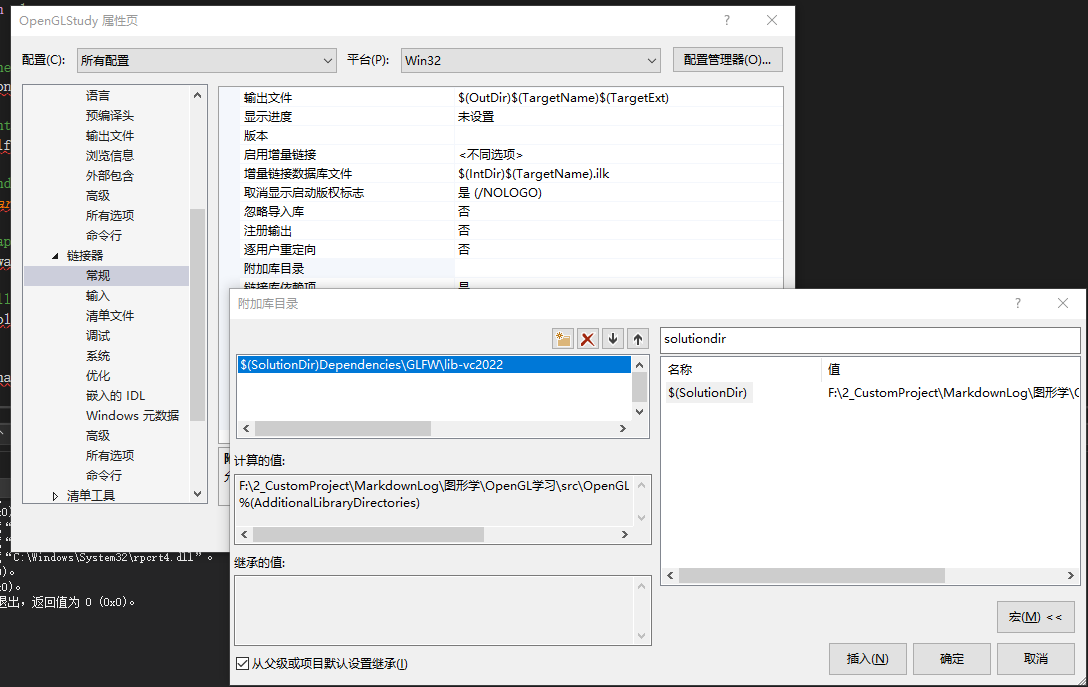 OpenGLStudy 属性页
配置(C):
所有配置
平台(P):
Win32
配置管理器(O)...
语言
预编译头
输出文件
浏览信息
外部包含
高级
所有选项
命令行
链接器
常规
输入
清单文件
调试
系统
优化
嵌入的 IDL
Windows 元数据
高级
所有选项
命令行
清单工具
输出文件 $(OutDir)$(TargetName)$(TargetExt)
显示进度 未设置
版本
启用增量链接 <不同选项>
增量链接数据库文件 $(IntDir)$(TargetName).ilk
取消显示启动版权标志 是 (/NOLOGO)
忽略导入库 否
注册输出 否
逐用户重定向 否
附加库目录
链接库依赖项 是
附加库目录
$(SolutionDir)Dependencies\GLFW\lib-vc2022
计算的值:
F:\2_CustomProject\MarkdownLog\图形学\OpenGL学习\src\OpenGL
%(AdditionalLibraryDirectories)
继承的值:
从父级或项目默认设置继承(I)
solutiondir
名称 值
$(SolutionDir) F:\2_CustomProject\MarkdownLog\图形学\
宏(M) <<
插入(N)
确定
取消
“C:\Windows\System32\rpcrt4.dll”。
退出，返回值为 0 (0x0)。